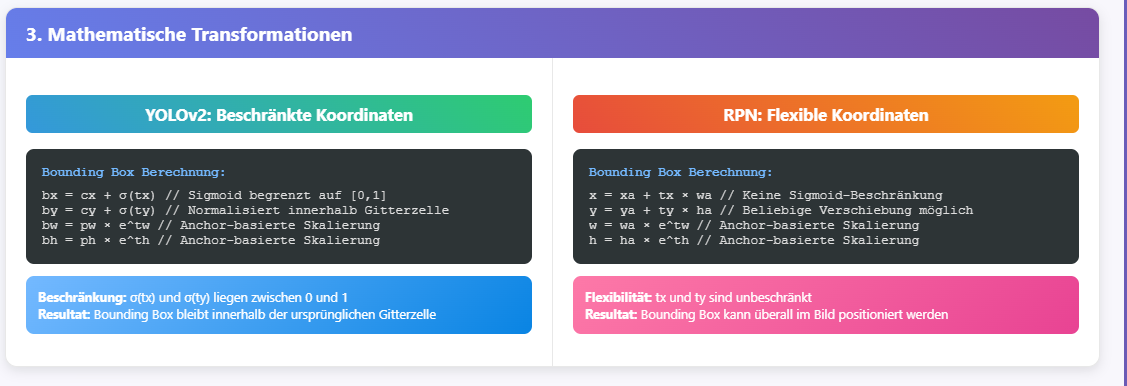 3. Mathematische Transformationen
YOLOv2: Beschränkte Koordinaten
Bounding Box Berechnung:
bx = cx + σ(tx) // Sigmoid begrenzt auf [0,1]
by = cy + σ(ty) // Normalisiert innerhalb Gitterzelle
bw = pw × e^tw // Anchor-basierte Skalierung
bh = ph × e^th // Anchor-basierte Skalierung
Beschränkung: σ(tx) und σ(ty) liegen zwischen 0 und 1
Resultat: Bounding Box bleibt innerhalb der ursprünglichen Gitterzelle
RPN: Flexible Koordinaten
Bounding Box Berechnung:
x = xa + tx × wa // Keine Sigmoid-Beschränkung
y = ya + ty × ha // Beliebige Verschiebung möglich
w = wa × e^tw // Anchor-basierte Skalierung
h = ha × e^th // Anchor-basierte Skalierung
Flexibilität: tx und ty sind unbeschränkt
Resultat: Bounding Box kann überall im Bild positioniert werden